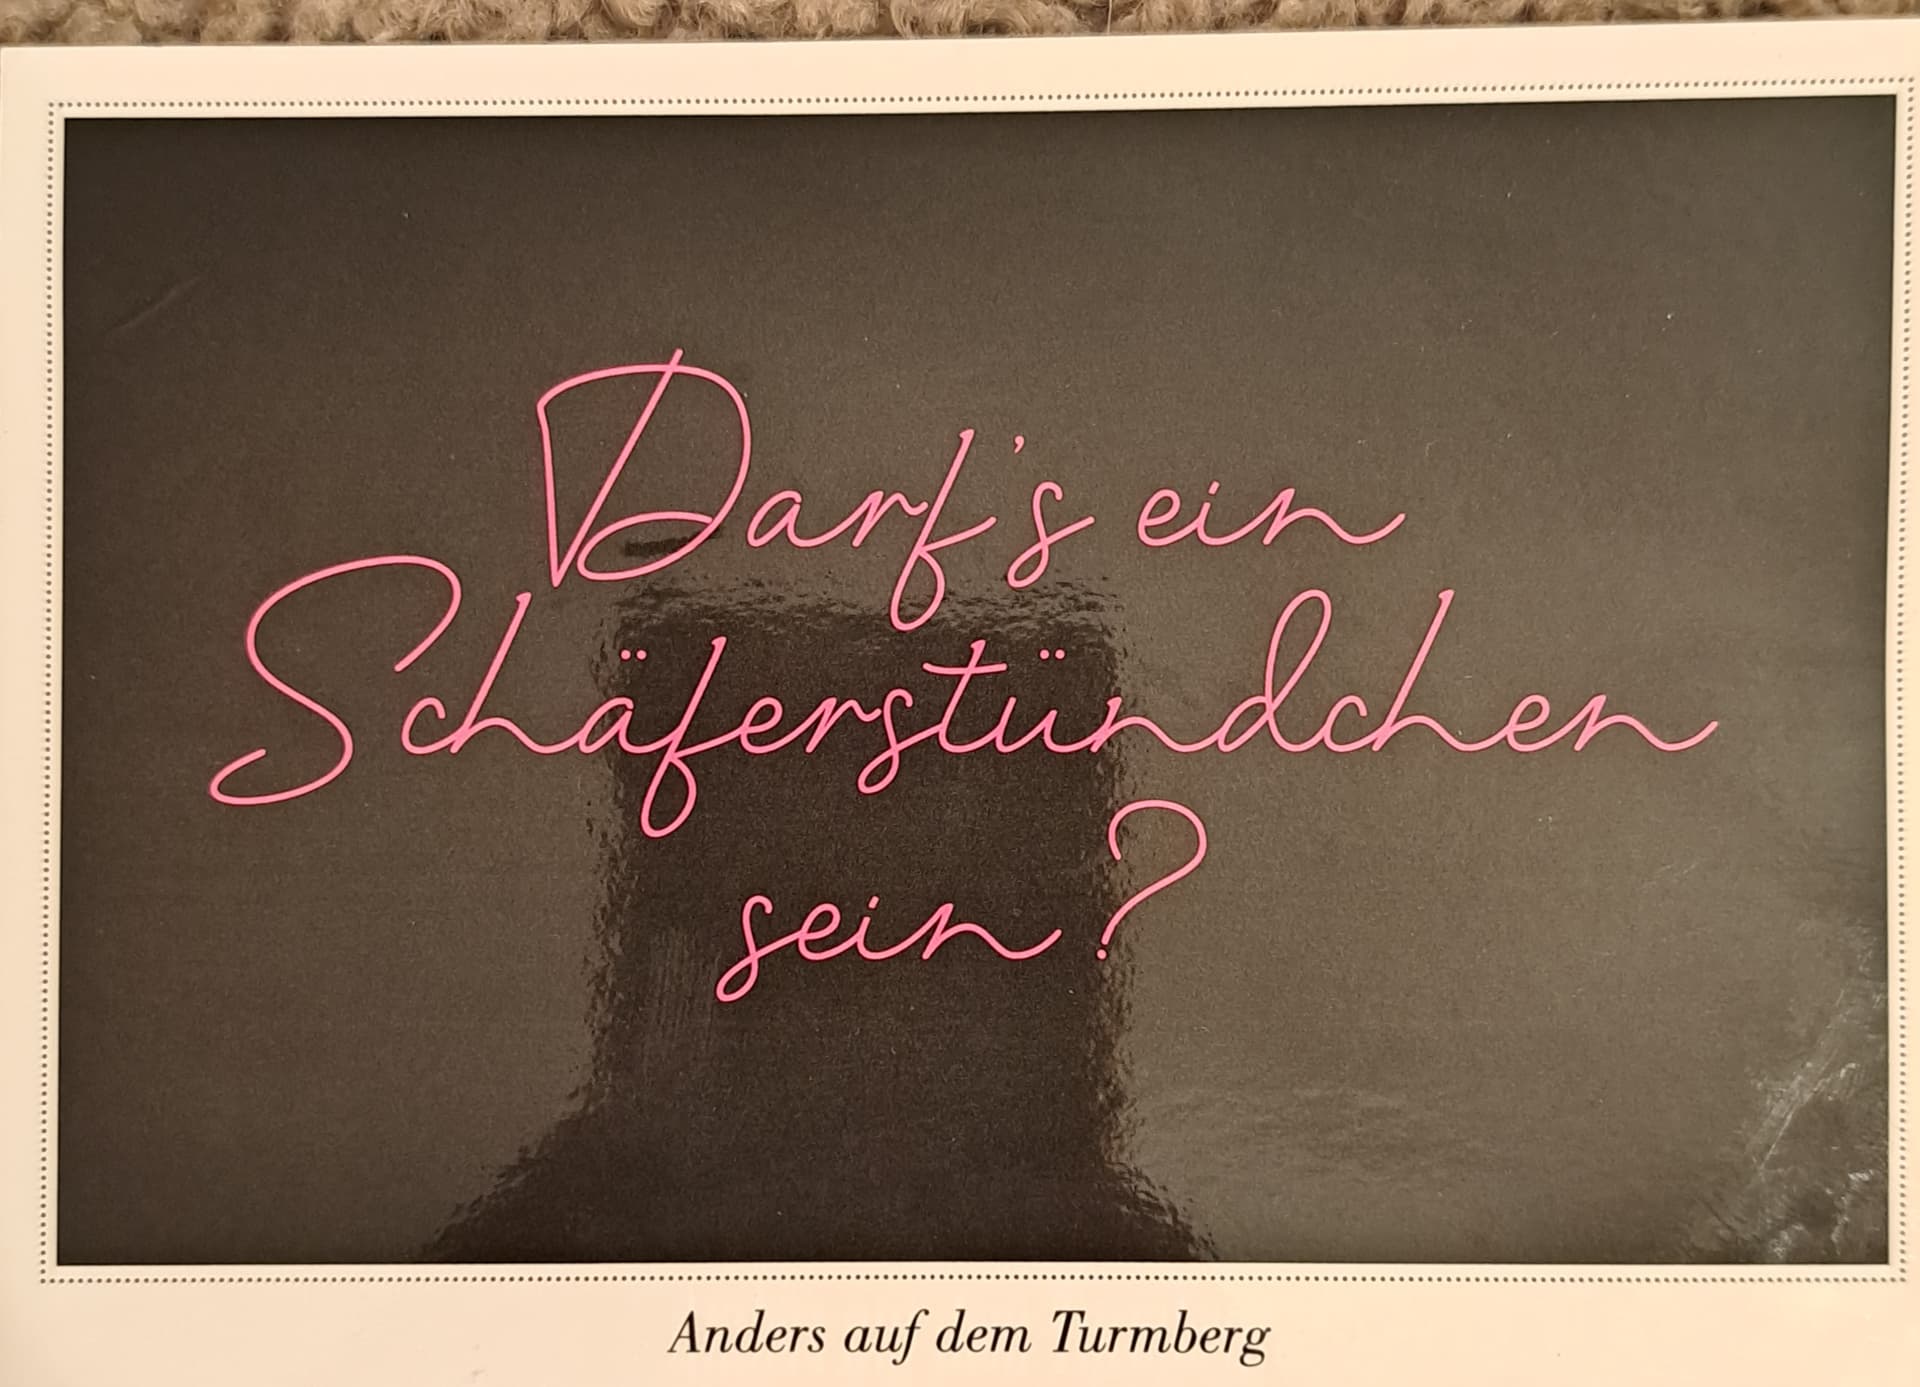 Darf's ein
Schäferstündchen
sein?
Anders auf dem Turmberg